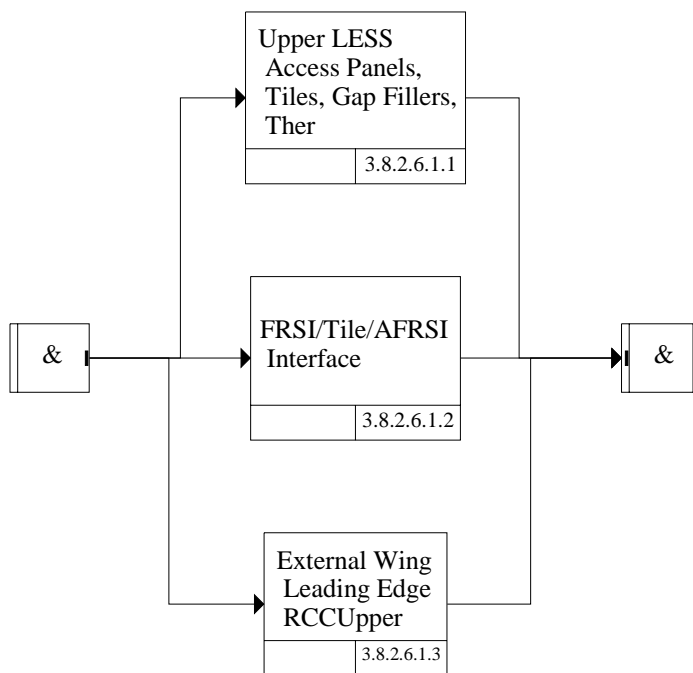 Upper LESS
Access Panels,
Tiles, Gap Fillers,
Ther
3.8.2.6.1.1
&
FRSI/Tile/AFRSI
Interface
3.8.2.6.1.2
&
External Wing
Leading Edge
RCCUpper
3.8.2.6.1.3